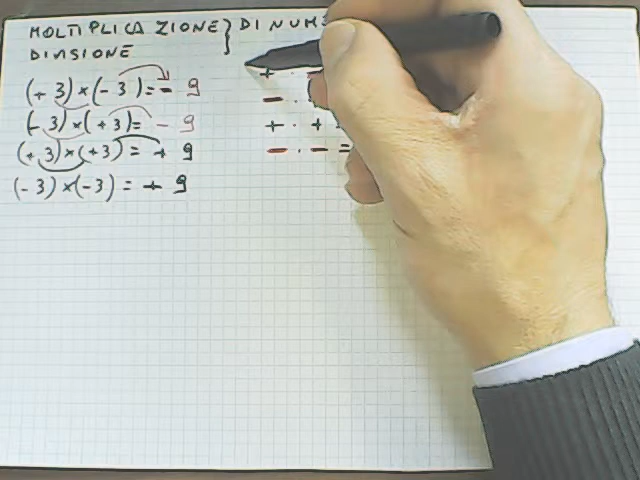 MOLTIPLICAZIONE } DI NUM
DIVISIONE
(+ 3) × (- 3) = - 9
(- 3) × (+ 3) = - 9
(+ 3) × (+ 3) = + 9
(- 3) × (- 3) = + 9
+ . -
- .
+ . +
- . - =